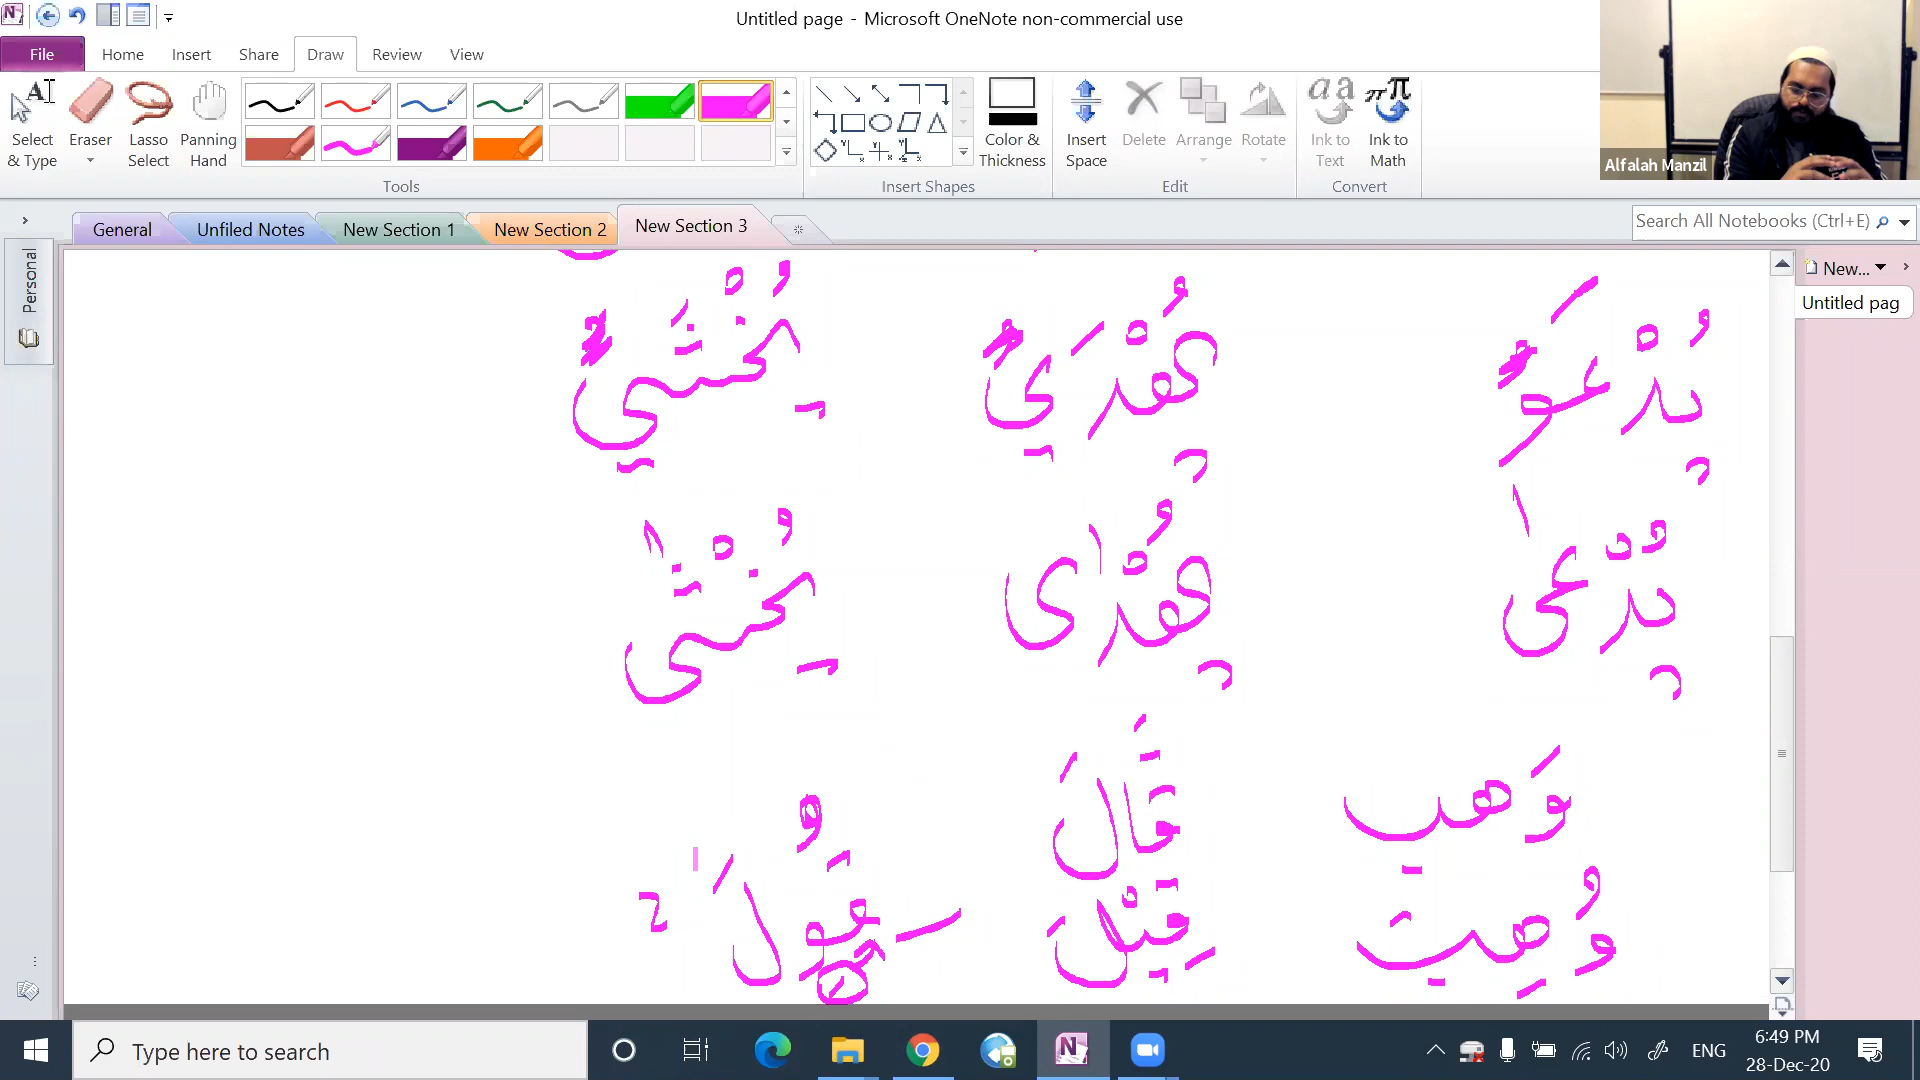 Untitled page - Microsoft OneNote non-commercial use
File Home Insert Share Draw Review View
Select & Type
Eraser
Lasso Select
Panning Hand
Color & Thickness
Insert Space
Delete
Arrange
Rotate
Ink to Text
Ink to Math
Tools
Insert Shapes
Edit
Convert
Alfalah Manzil
General Unfiled Notes New Section 1 New Section 2 New Section 3
Search All Notebooks (Ctrl+E)
Personal
New...
Untitled pag
يُدْعَوُ يُهْدَيُ يُخْشَيُ
يُدْعٰى يُهْدٰى يُخْشٰى
وَهب قَالَ
وُهِبَ قِيْلَ قُوِلَ
Type here to search
ENG
6:49 PM
28-Dec-20